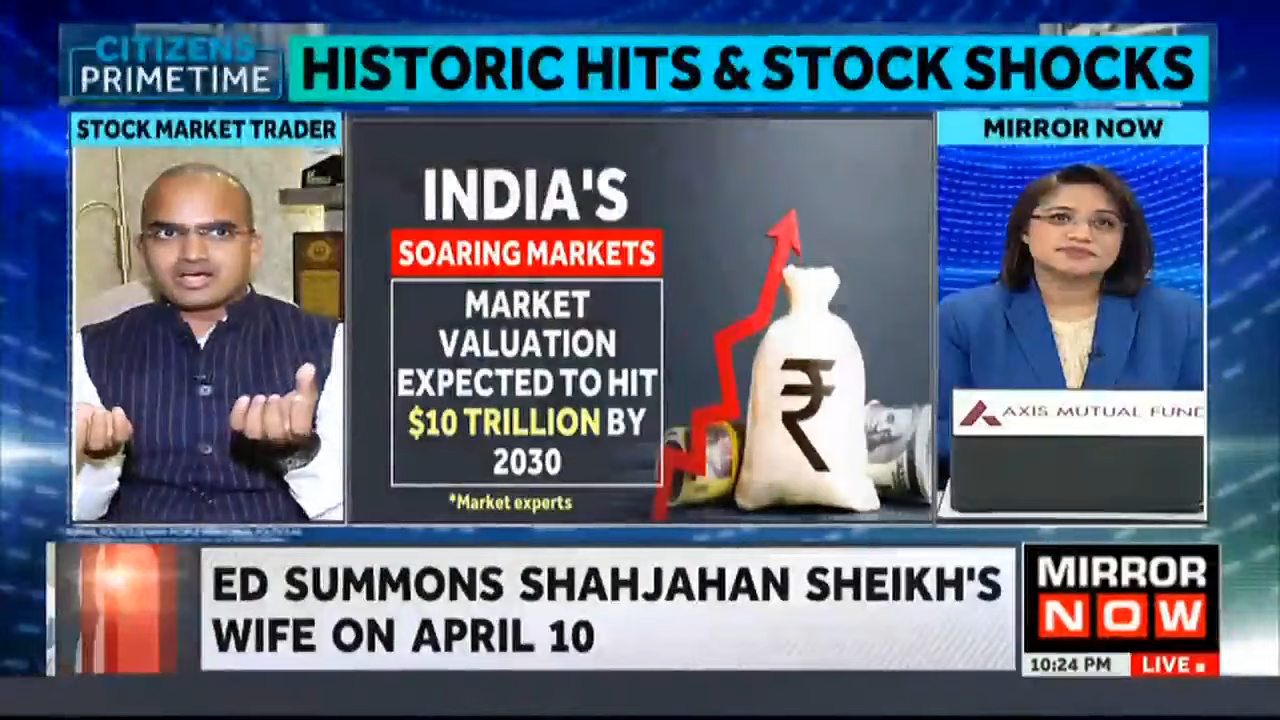 CITIZENS
PRIMETIME
HISTORIC HITS & STOCK SHOCKS
STOCK MARKET TRADER
MIRROR NOW
INDIA'S
SOARING MARKETS
MARKET
VALUATION
EXPECTED TO HIT
$10 TRILLION BY
2030
*Market experts
₹
AXIS MUTUAL FUND
ED SUMMONS SHAHJAHAN SHEIKH'S
WIFE ON APRIL 10
MIRROR
NOW
10:24 PM
LIVE